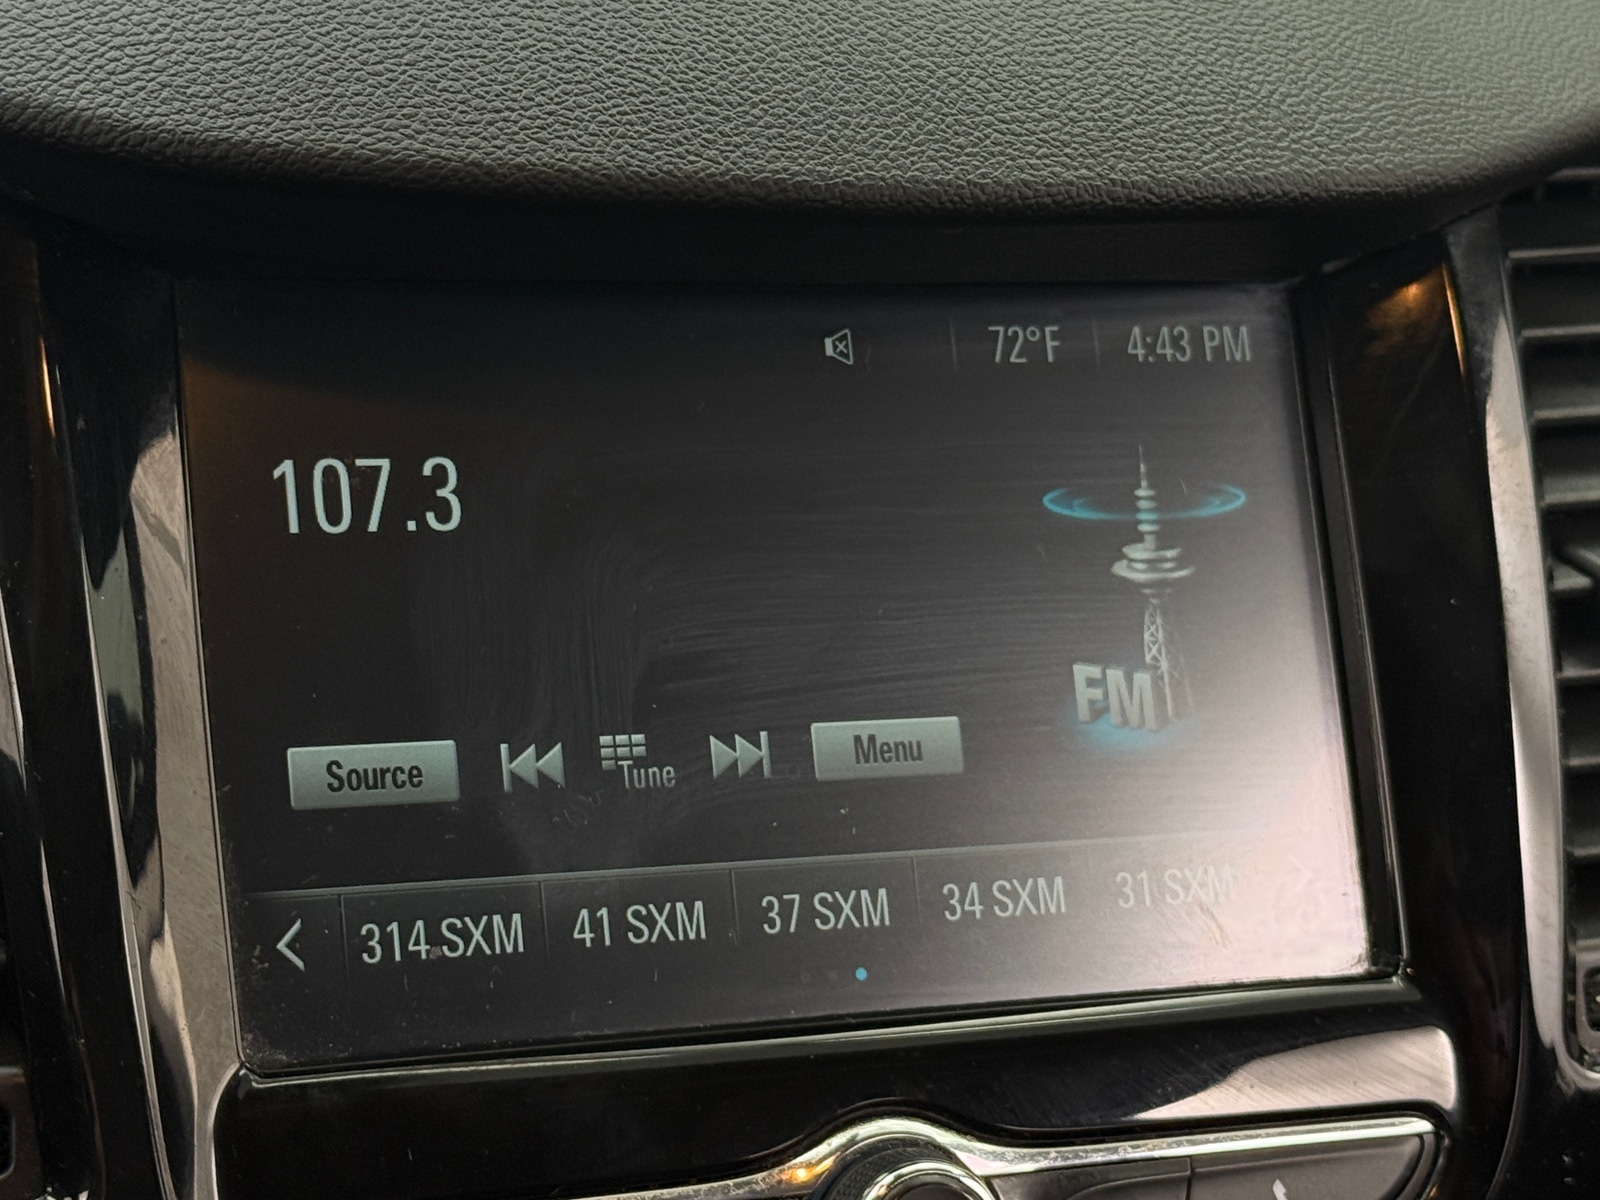 72°F 4:43 PM
107.3
FM
Source Tune Menu
314 SXM 41 SXM 37 SXM 34 SXM 31 SXM